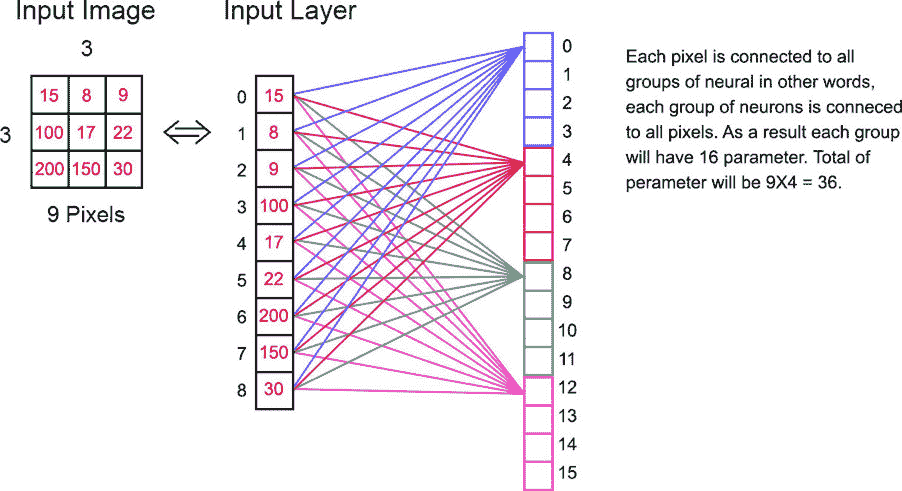 Input Image
3
3
15 8 9
100 17 22
200 150 30
9 Pixels
Input Layer
0 15
1 8
2 9
3 100
4 17
5 22
6 200
7 150
8 30
0
1
2
3
4
5
6
7
8
9
10
11
12
13
14
15
Each pixel is connected to all
groups of neural in other words,
each group of neurons is conneced
to all pixels. As a result each group
will have 16 parameter. Total of
perameter will be 9X4 = 36.